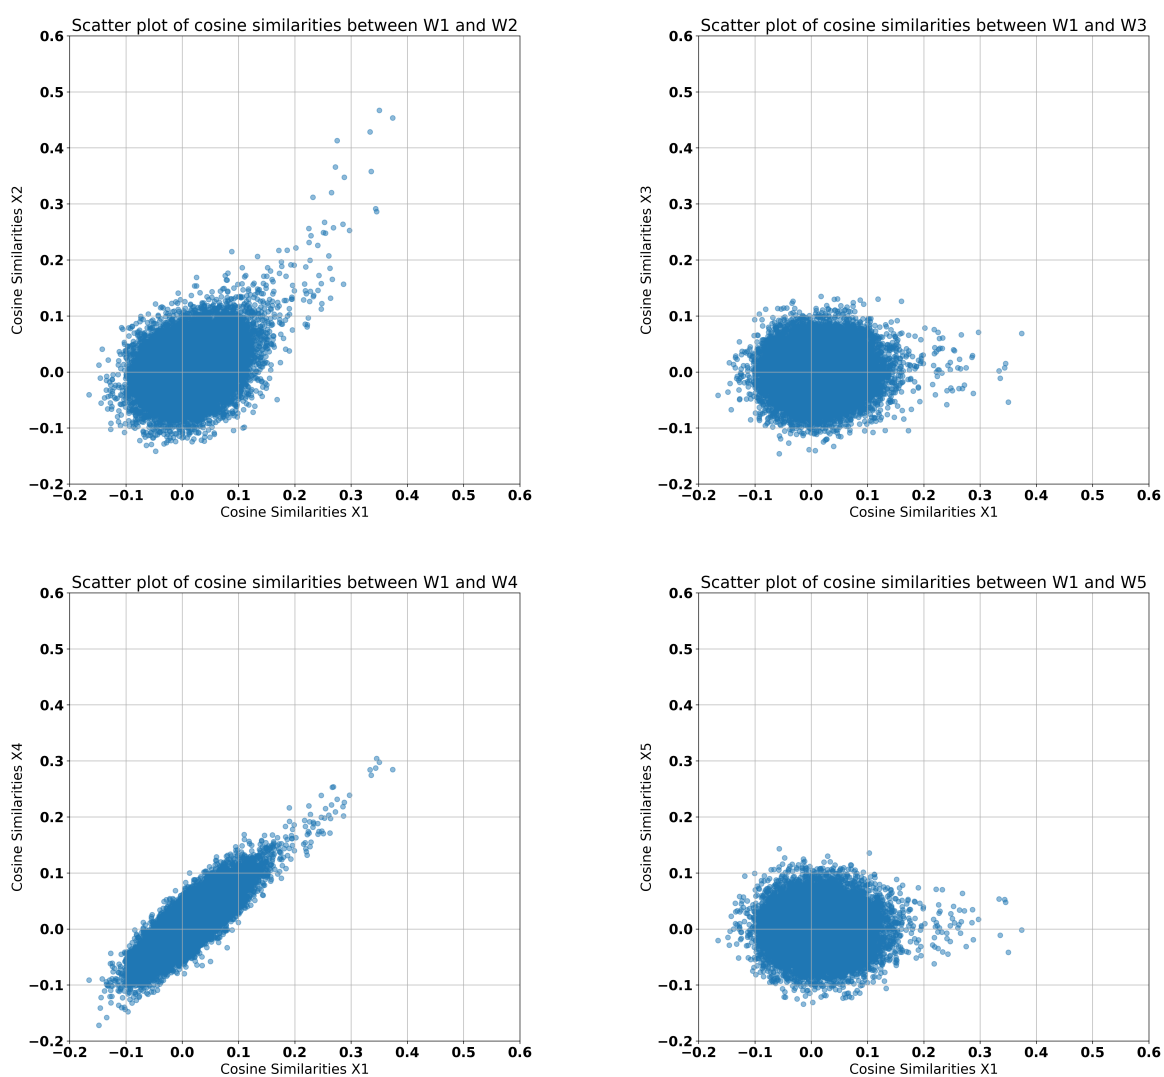 Scatter plot of cosine similarities between W1 and W2
0.6
0.5
0.4
0.3
0.2
0.1
0.0
−0.1
−0.2
Cosine Similarities X2
−0.2 −0.1 0.0 0.1 0.2 0.3 0.4 0.5 0.6
Cosine Similarities X1
Scatter plot of cosine similarities between W1 and W3
0.6
0.5
0.4
0.3
0.2
0.1
0.0
−0.1
−0.2
Cosine Similarities X3
−0.2 −0.1 0.0 0.1 0.2 0.3 0.4 0.5 0.6
Cosine Similarities X1
Scatter plot of cosine similarities between W1 and W4
0.6
0.5
0.4
0.3
0.2
0.1
0.0
−0.1
−0.2
Cosine Similarities X4
−0.2 −0.1 0.0 0.1 0.2 0.3 0.4 0.5 0.6
Cosine Similarities X1
Scatter plot of cosine similarities between W1 and W5
0.6
0.5
0.4
0.3
0.2
0.1
0.0
−0.1
−0.2
Cosine Similarities X5
−0.2 −0.1 0.0 0.1 0.2 0.3 0.4 0.5 0.6
Cosine Similarities X1